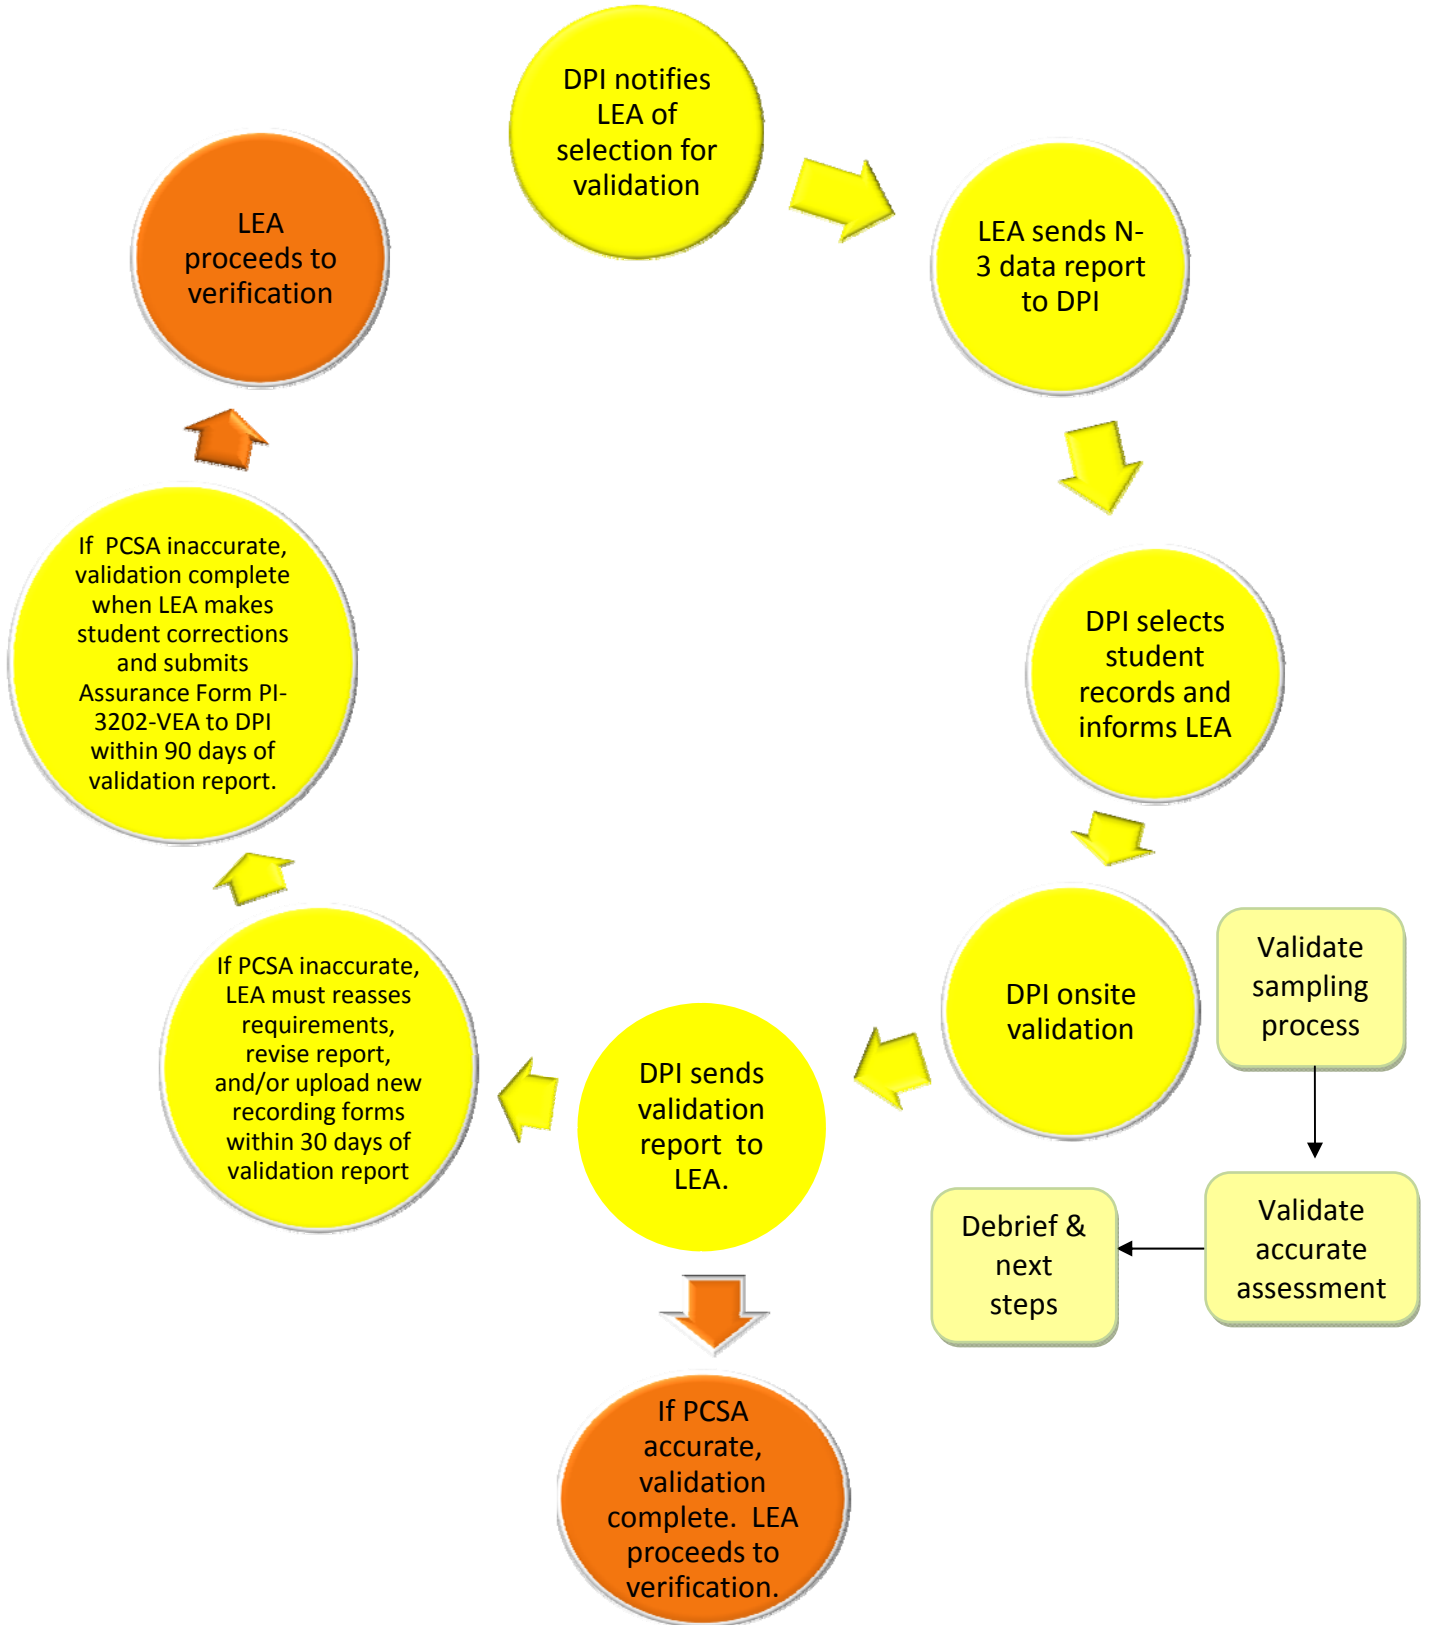 DPI notifies
LEA of
selection for
validation
LEA sends N-
3 data report
to DPI
DPI selects
student
records and
informs LEA
DPI onsite
validation
Validate
sampling
process
Validate
accurate
assessment
Debrief &
next
steps
DPI sends
validation
report to
LEA.
If PCSA
accurate,
validation
complete. LEA
proceeds to
verification.
If PCSA inaccurate,
LEA must reasses
requirements,
revise report,
and/or upload new
recording forms
within 30 days of
validation report
If PCSA inaccurate,
validation complete
when LEA makes
student corrections
and submits
Assurance Form PI-
3202-VEA to DPI
within 90 days of
validation report.
LEA
proceeds to
verification